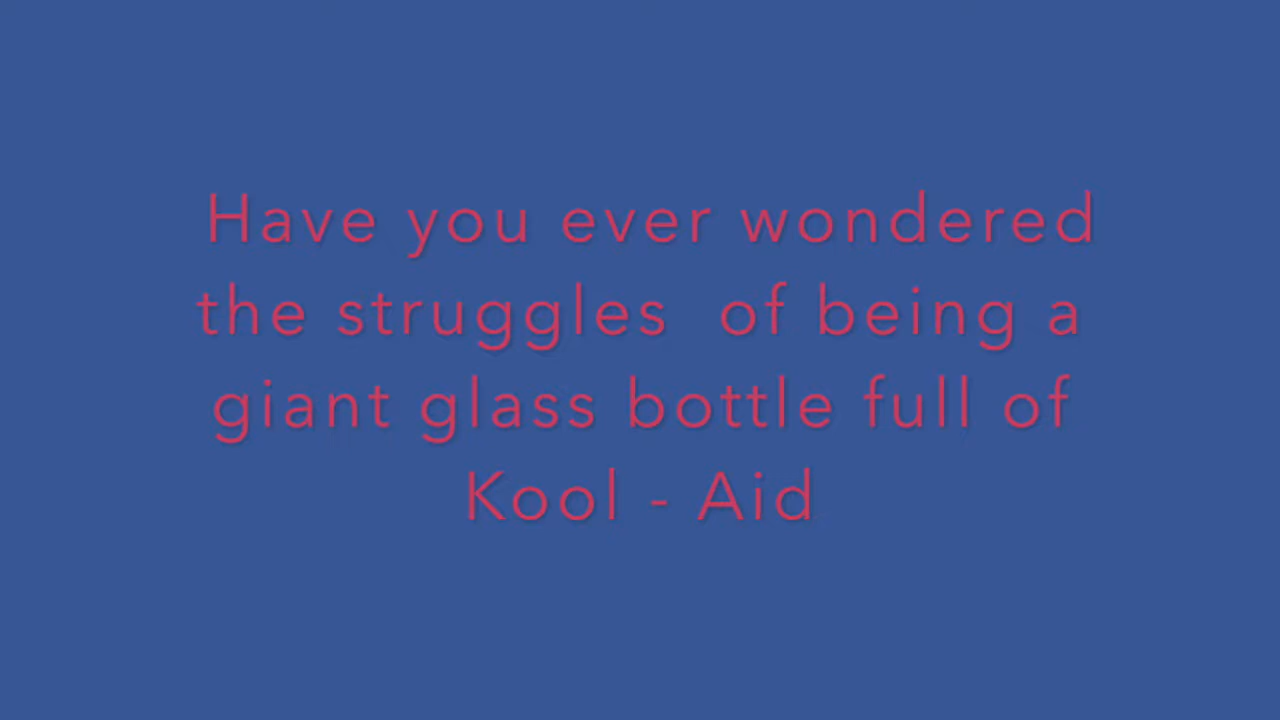 Have you ever wondered
the struggles  of being a
giant glass bottle full of
Kool - Aid